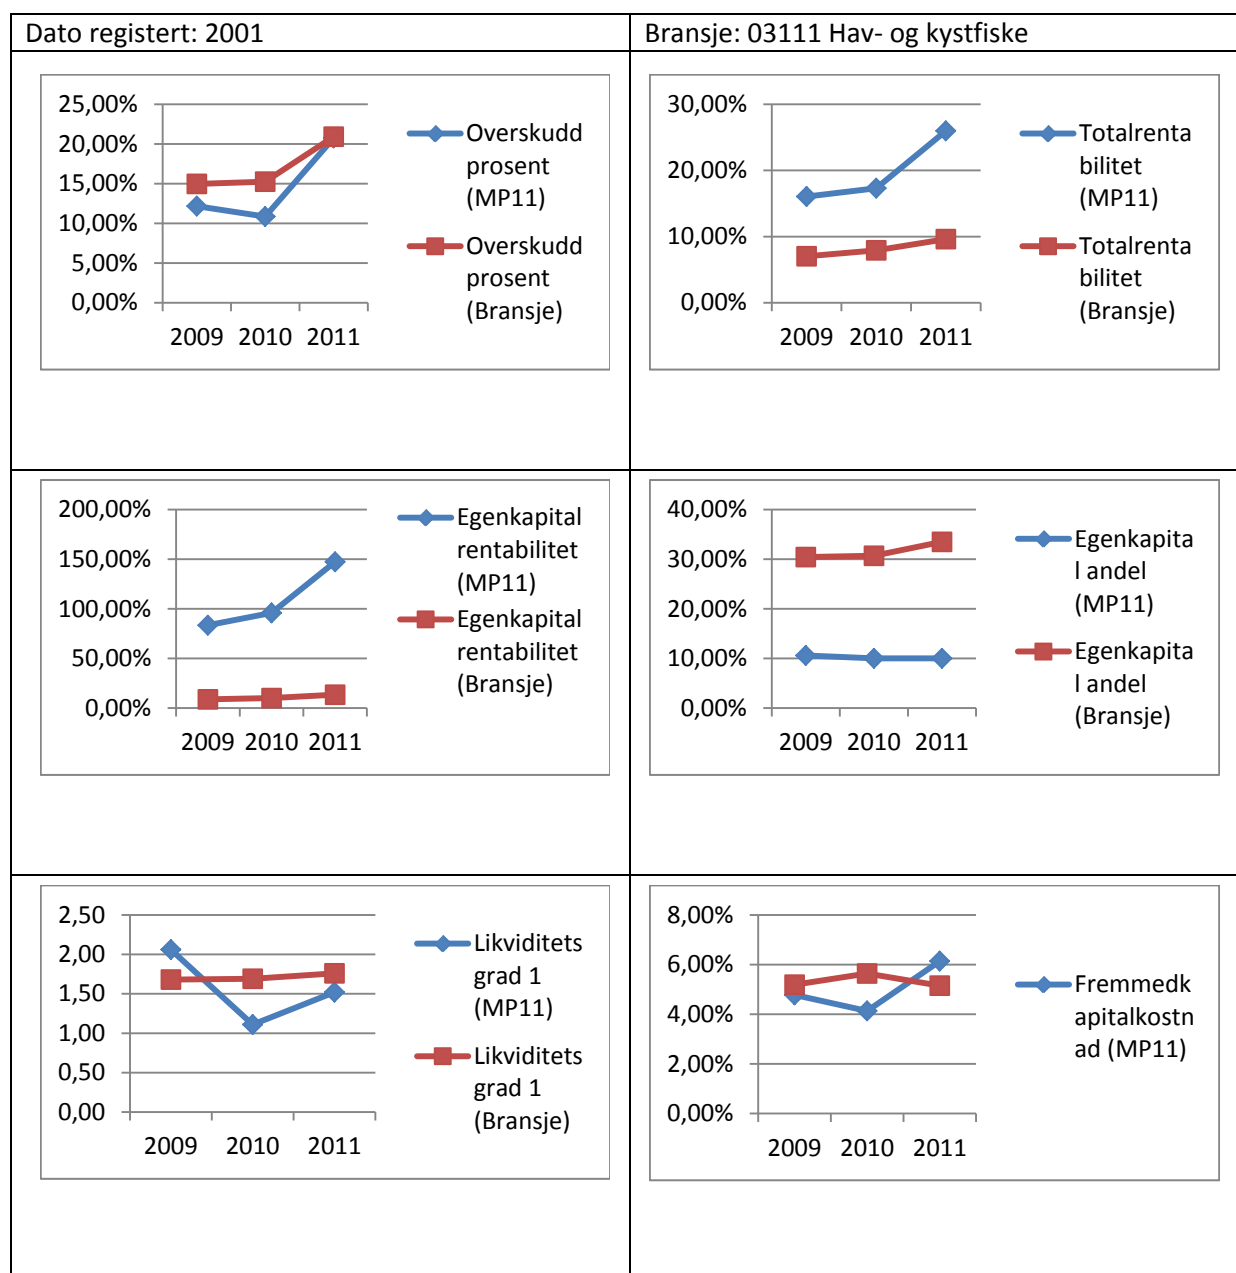 Dato registert: 2001
Bransje: 03111 Hav- og kystfiske
25,00%
20,00%
15,00%
10,00%
5,00%
0,00%
2009 2010 2011
Overskudd
prosent
(MP11)
Overskudd
prosent
(Bransje)
30,00%
20,00%
10,00%
0,00%
2009 2010 2011
Totalrenta
bilitet
(MP11)
Totalrenta
bilitet
(Bransje)
200,00%
150,00%
100,00%
50,00%
0,00%
2009 2010 2011
Egenkapital
rentabilitet
(MP11)
Egenkapital
rentabilitet
(Bransje)
40,00%
30,00%
20,00%
10,00%
0,00%
2009 2010 2011
Egenkapita
l andel
(MP11)
Egenkapita
l andel
(Bransje)
2,50
2,00
1,50
1,00
0,50
0,00
2009 2010 2011
Likviditets
grad 1
(MP11)
Likviditets
grad 1
(Bransje)
8,00%
6,00%
4,00%
2,00%
0,00%
2009 2010 2011
Fremmedk
apitalkostn
ad (MP11)